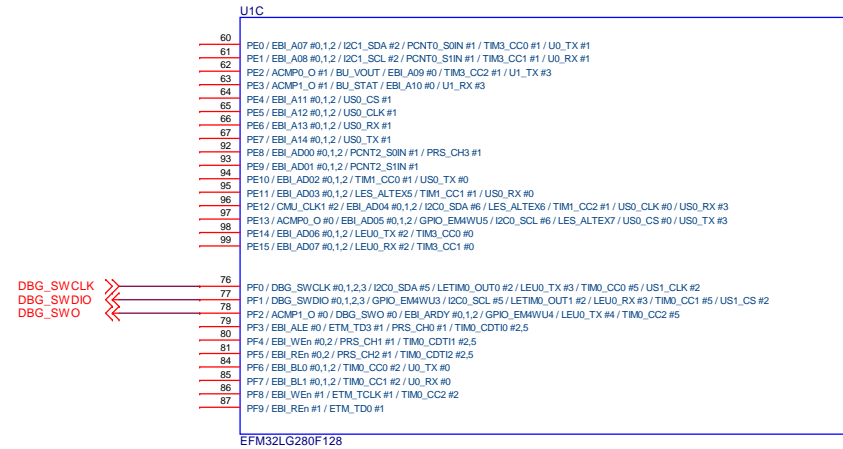 U1C
60 PE0 / EBI_A07 #0,1,2 / I2C1_SDA #2 / PCNT0_S0IN #1 / TIM3_CC0 #1 / U0_TX #1
61 PE1 / EBI_A08 #0,1,2 / I2C1_SCL #2 / PCNT0_S1IN #1 / TIM3_CC1 #1 / U0_RX #1
62 PE2 / ACMP0_O #1 / BU_VOUT / EBI_A09 #0 / TIM3_CC2 #1 / U1_TX #3
63 PE3 / ACMP1_O #1 / BU_STAT / EBI_A10 #0 / U1_RX #3
64 PE4 / EBI_A11 #0,1,2 / US0_CS #1
65 PE5 / EBI_A12 #0,1,2 / US0_CLK #1
66 PE6 / EBI_A13 #0,1,2 / US0_RX #1
67 PE7 / EBI_A14 #0,1,2 / US0_TX #1
92 PE8 / EBI_AD00 #0,1,2 / PCNT2_S0IN #1 / PRS_CH3 #1
93 PE9 / EBI_AD01 #0,1,2 / PCNT2_S1IN #1
94 PE10 / EBI_AD02 #0,1,2 / TIM1_CC0 #1 / US0_TX #0
95 PE11 / EBI_AD03 #0,1,2 / LES_ALTEX5 / TIM1_CC1 #1 / US0_RX #0
96 PE12 / CMU_CLK1 #2 / EBI_AD04 #0,1,2 / I2C0_SDA #6 / LES_ALTEX6 / TIM1_CC2 #1 / US0_CLK #0 / US0_RX #3
97 PE13 / ACMP0_O #0 / EBI_AD05 #0,1,2 / GPIO_EM4WU5 / I2C0_SCL #6 / LES_ALTEX7 / US0_CS #0 / US0_TX #3
98 PE14 / EBI_AD06 #0,1,2 / LEU0_TX #2 / TIM3_CC0 #0
99 PE15 / EBI_AD07 #0,1,2 / LEU0_RX #2 / TIM3_CC1 #0
DBG_SWCLK 76 PF0 / DBG_SWCLK #0,1,2,3 / I2C0_SDA #5 / LETIM0_OUT0 #2 / LEU0_TX #3 / TIM0_CC0 #5 / US1_CLK #2
DBG_SWDIO 77 PF1 / DBG_SWDIO #0,1,2,3 / GPIO_EM4WU3 / I2C0_SCL #5 / LETIM0_OUT1 #2 / LEU0_RX #3 / TIM0_CC1 #5 / US1_CS #2
DBG_SWO 78 PF2 / ACMP1_O #0 / DBG_SWO #0 / EBI_ARDY #0,1,2 / GPIO_EM4WU4 / LEU0_TX #4 / TIM0_CC2 #5
79 PF3 / EBI_ALE #0 / ETM_TD3 #1 / PRS_CH0 #1 / TIM0_CDTI0 #2,5
80 PF4 / EBI_WEn #0,2 / PRS_CH1 #1 / TIM0_CDTI1 #2,5
81 PF5 / EBI_REn #0,2 / PRS_CH2 #1 / TIM0_CDTI2 #2,5
84 PF6 / EBI_BL0 #0,1,2 / TIM0_CC0 #2 / U0_TX #0
85 PF7 / EBI_BL1 #0,1,2 / TIM0_CC1 #2 / U0_RX #0
86 PF8 / EBI_WEn #1 / ETM_TCLK #1 / TIM0_CC2 #2
87 PF9 / EBI_REn #1 / ETM_TD0 #1
EFM32LG280F128